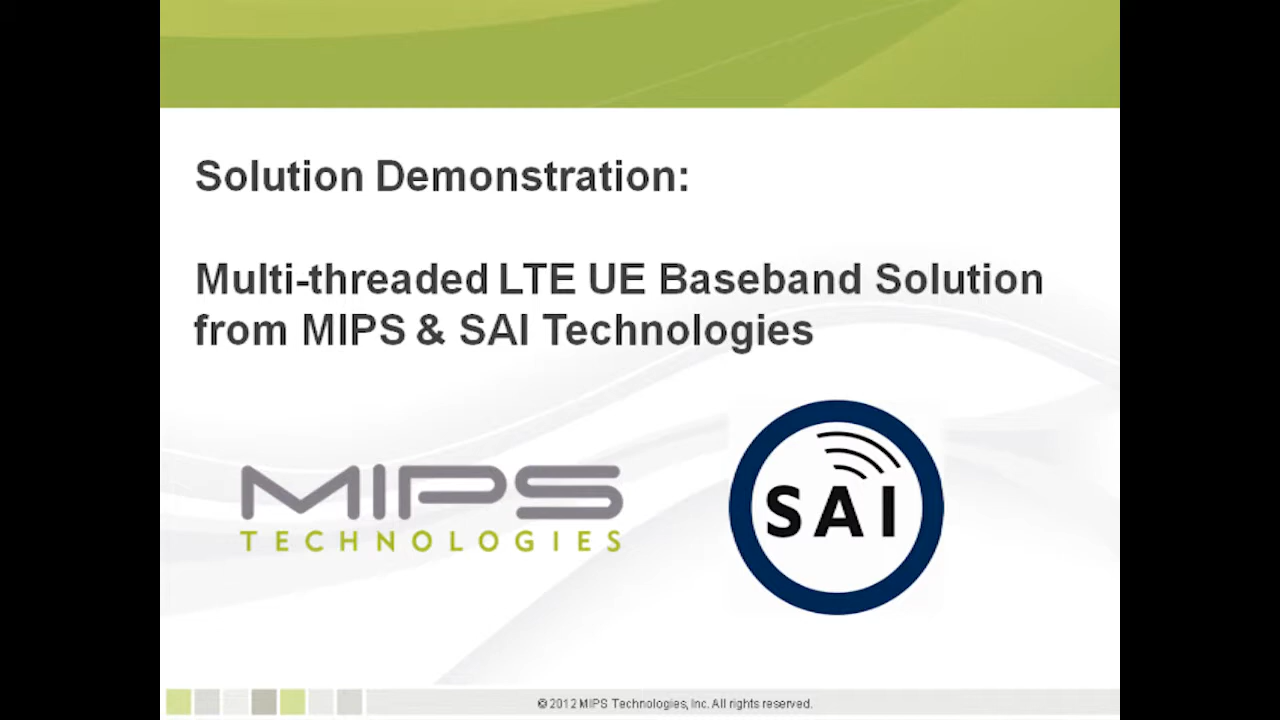 Solution Demonstration:
Multi-threaded LTE UE Baseband Solution
from MIPS & SAI Technologies
MIPS
TECHNOLOGIES
SAI
© 2012 MIPS Technologies, Inc. All rights reserved.